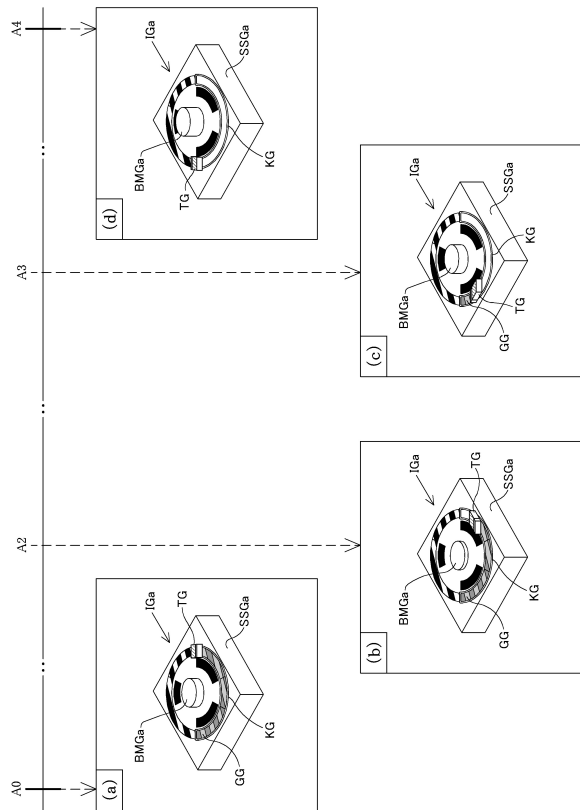 A0
...
A2
...
A3
...
A4
(a)
BMGa
IGa
TG
SSGa
GG
KG
(b)
BMGa
IGa
TG
SSGa
GG
KG
(c)
BMGa
IGa
SSGa
KG
TG
GG
(d)
BMGa
IGa
TG
SSGa
KG